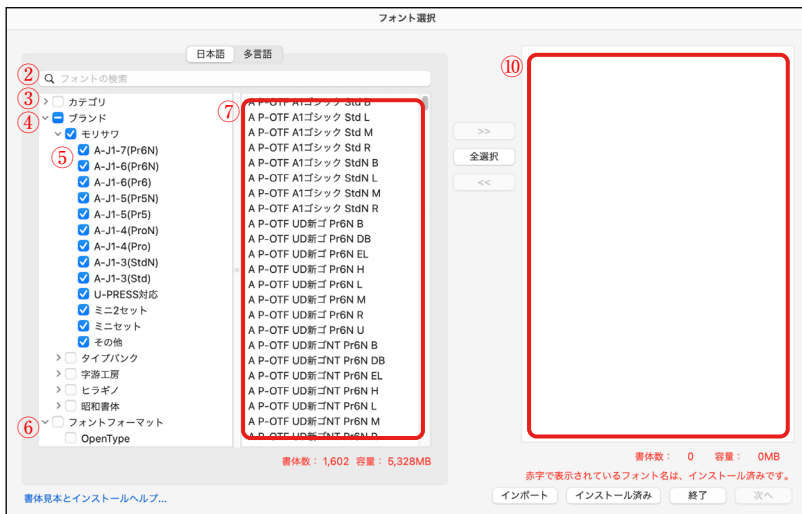 フォント選択
日本語 多言語
② フォントの検索
③ カテゴリ
④ ブランド
モリサワ
⑤ A-J1-7(Pr6N)
A-J1-6(Pr6N)
A-J1-6(Pr6)
A-J1-5(Pr5N)
A-J1-5(Pr5)
A-J1-4(ProN)
A-J1-4(Pro)
A-J1-3(StdN)
A-J1-3(Std)
U-PRESS対応
ミニ2セット
ミニセット
その他
タイプバンク
字游工房
ヒラギノ
昭和書体
⑥ フォントフォーマット
OpenType
⑦
A P-OTF A1ゴシック Std B
A P-OTF A1ゴシック Std L
A P-OTF A1ゴシック Std M
A P-OTF A1ゴシック Std R
A P-OTF A1ゴシック StdN B
A P-OTF A1ゴシック StdN L
A P-OTF A1ゴシック StdN M
A P-OTF A1ゴシック StdN R
A P-OTF UD新ゴ Pr6N B
A P-OTF UD新ゴ Pr6N DB
A P-OTF UD新ゴ Pr6N EL
A P-OTF UD新ゴ Pr6N H
A P-OTF UD新ゴ Pr6N L
A P-OTF UD新ゴ Pr6N M
A P-OTF UD新ゴ Pr6N R
A P-OTF UD新ゴ Pr6N U
A P-OTF UD新ゴNT Pr6N B
A P-OTF UD新ゴNT Pr6N DB
A P-OTF UD新ゴNT Pr6N EL
A P-OTF UD新ゴNT Pr6N H
A P-OTF UD新ゴNT Pr6N L
A P-OTF UD新ゴNT Pr6N M
A P-OTF UD新ゴNT Pr6N R
書体数： 1,602 容量： 5,328MB
>>
全選択
<<
⑩
書体数： 0 容量： 0MB
赤字で表示されているフォント名は、インストール済みです。
書体見本とインストールヘルプ...
インポート インストール済み 終了 次へ